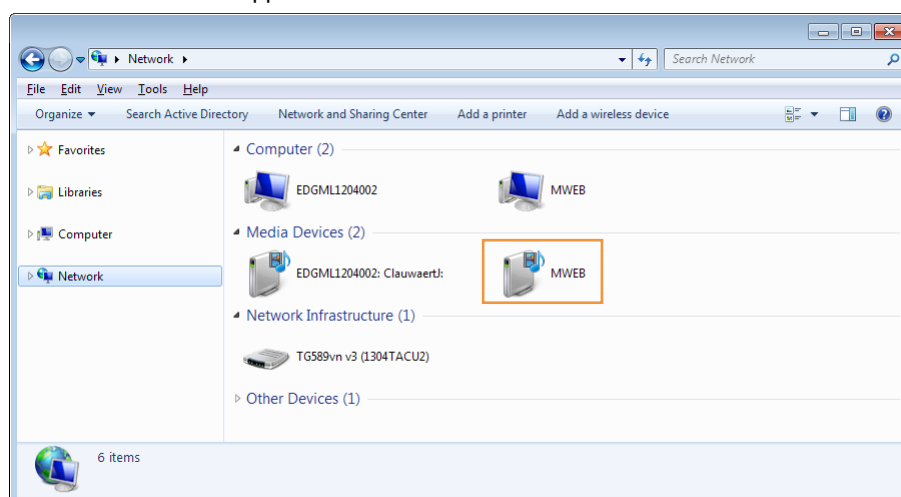 Network
Search Network
File Edit View Tools Help
Organize Search Active Directory Network and Sharing Center Add a printer Add a wireless device
Favorites
Libraries
Computer
Network
Computer (2)
EDGML1204002 MWEB
Media Devices (2)
EDGML1204002: ClauwaertJ: MWEB
Network Infrastructure (1)
TG589vn v3 (1304TACU2)
Other Devices (1)
6 items